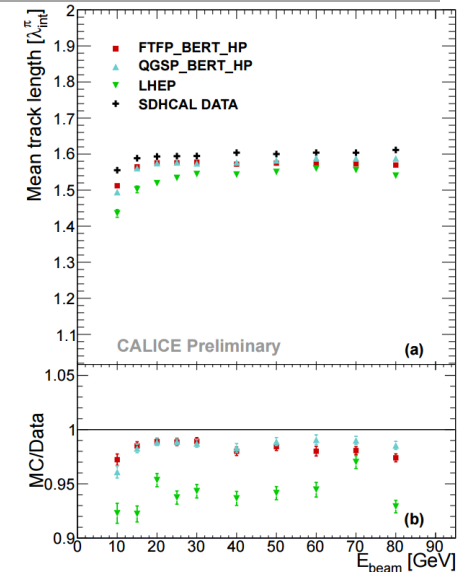 Mean track length [λ^π_int]
2
1.9
1.8
1.7
1.6
1.5
1.4
1.3
1.2
1.1
FTFP_BERT_HP
QGSP_BERT_HP
LHEP
SDHCAL DATA
CALICE Preliminary
(a)
MC/Data
1.05
1
0.95
0.9
(b)
0 10 20 30 40 50 60 70 80 90
E_beam [GeV]